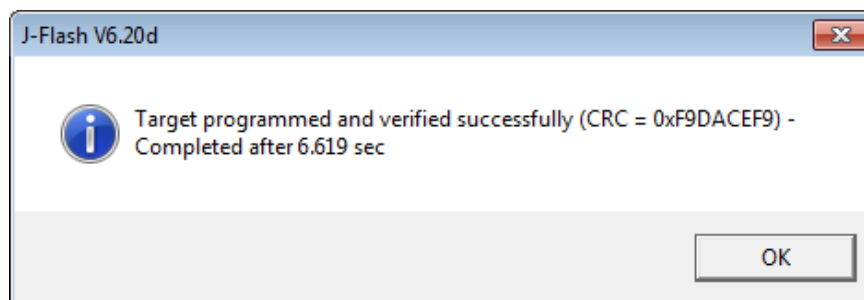 J-Flash V6.20d
Target programmed and verified successfully (CRC = 0xF9DACEF9) -
Completed after 6.619 sec
OK